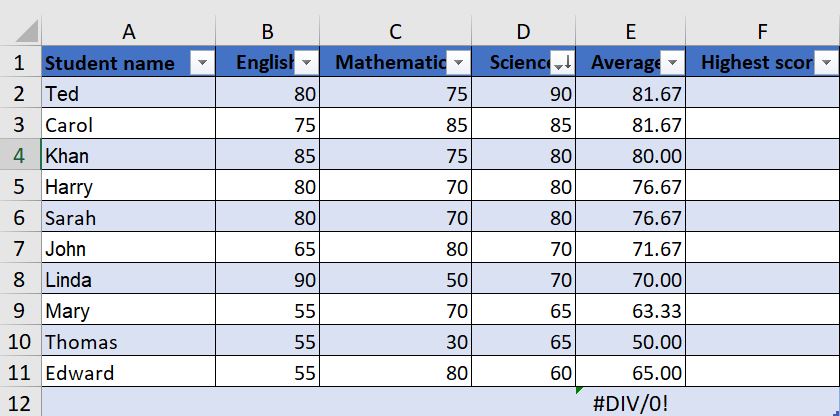 A B C D E F
1 Student name English Mathematic Science Average Highest scor
2 Ted 80 75 90 81.67
3 Carol 75 85 85 81.67
4 Khan 85 75 80 80.00
5 Harry 80 70 80 76.67
6 Sarah 80 70 80 76.67
7 John 65 80 70 71.67
8 Linda 90 50 70 70.00
9 Mary 55 70 65 63.33
10 Thomas 55 30 65 50.00
11 Edward 55 80 60 65.00
12 #DIV/0!